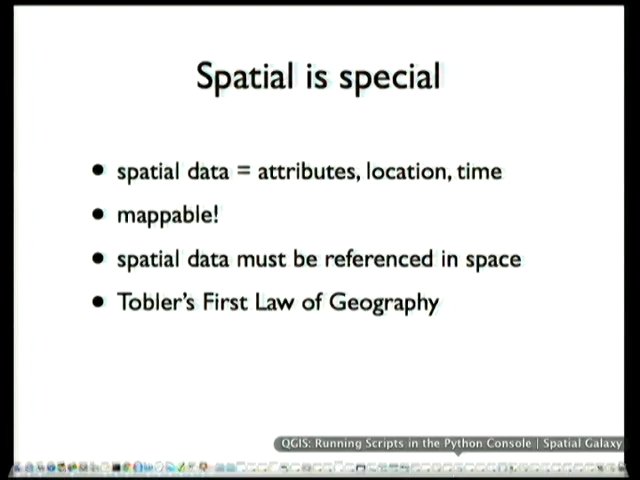 Spatial is special
• spatial data = attributes, location, time
• mappable!
• spatial data must be referenced in space
• Tobler's First Law of Geography
QGIS: Running Scripts in the Python Console | Spatial Galaxy